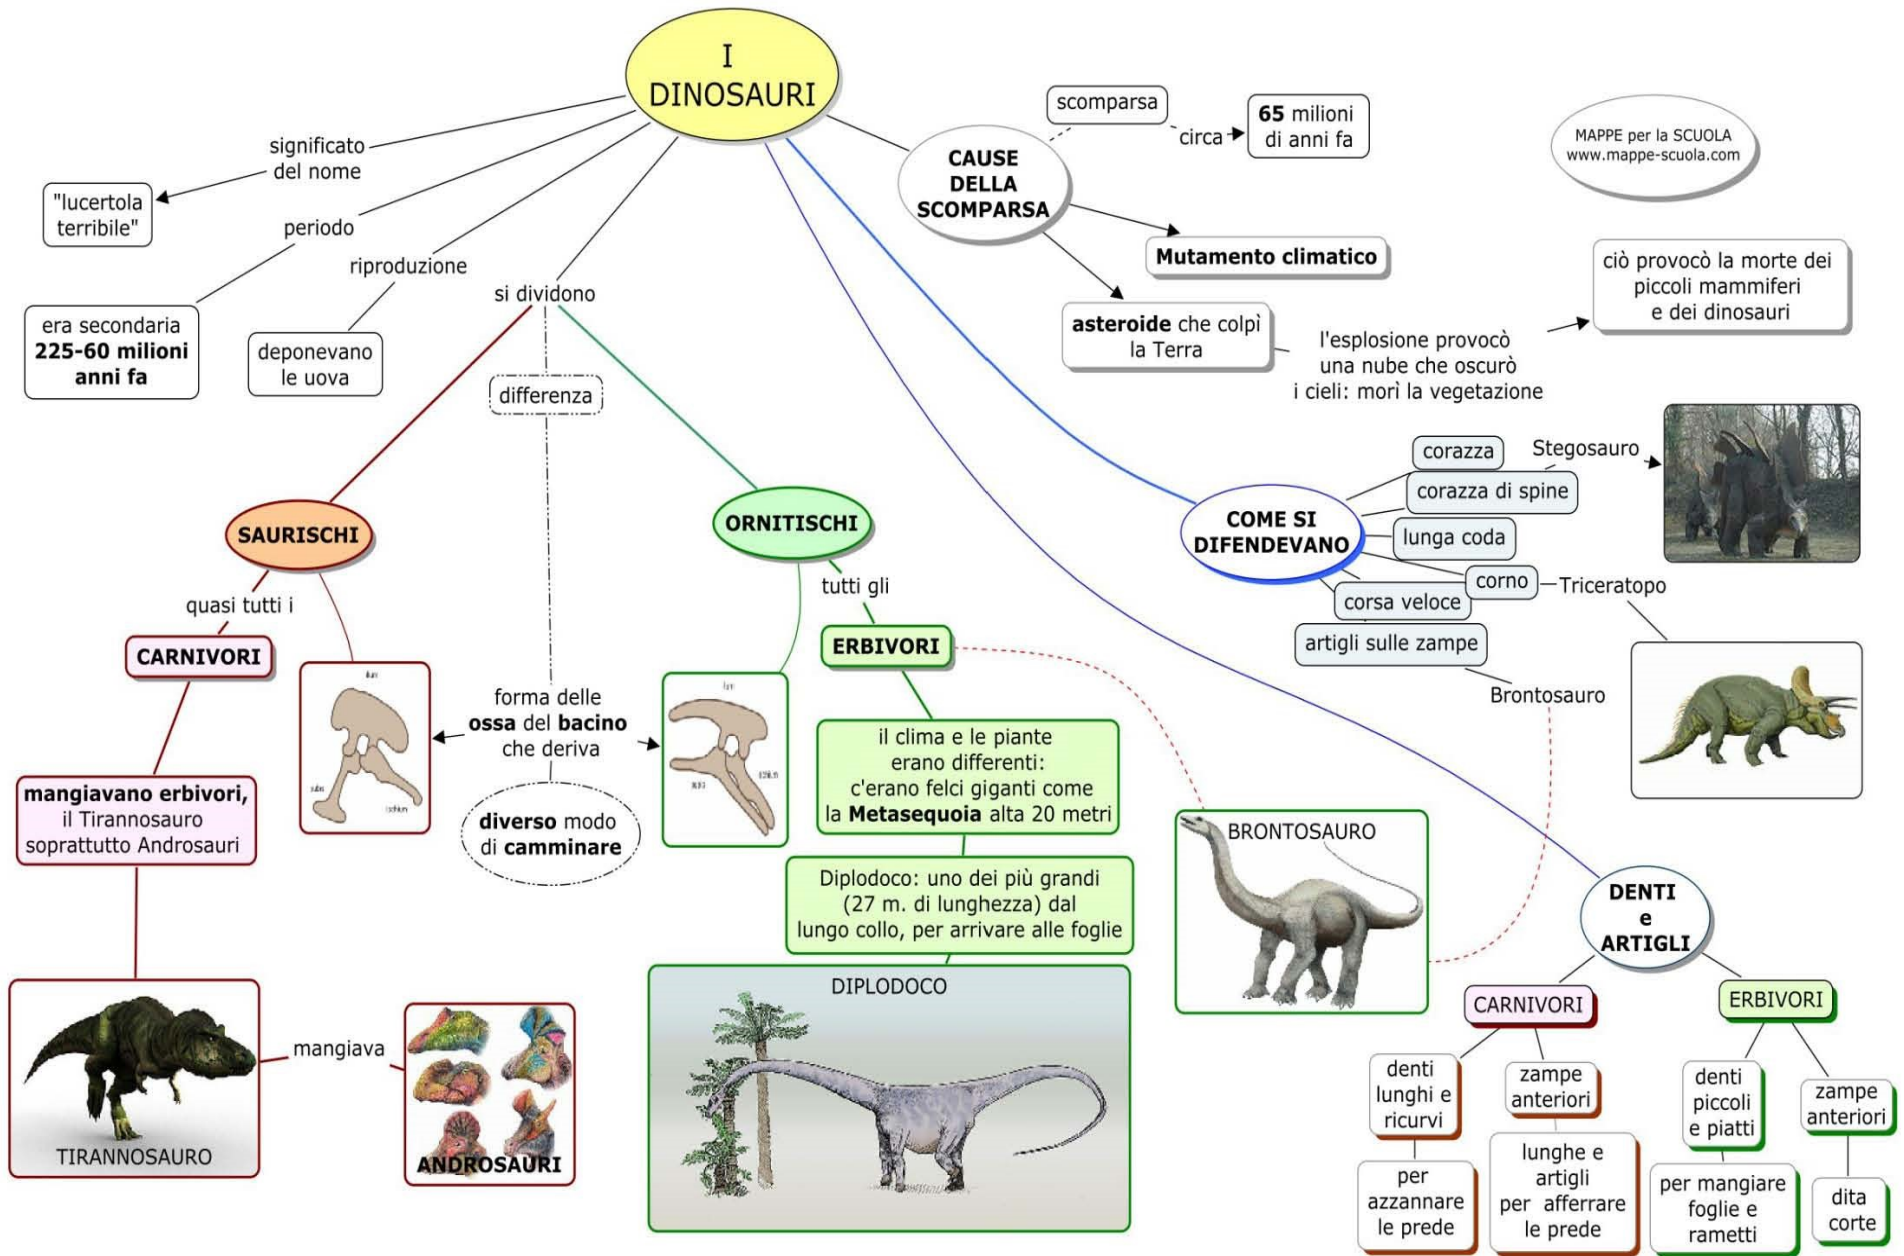 I
DINOSAURI
significato
del nome
"lucertola
terribile"
periodo
era secondaria
225-60 milioni
anni fa
riproduzione
deponevano
le uova
si dividono
differenza
CAUSE
DELLA
SCOMPARSA
scomparsa
circa
65 milioni
di anni fa
Mutamento climatico
asteroide che colpì
la Terra
l'esplosione provocò
una nube che oscurò
i cieli: morì la vegetazione
ciò provocò la morte dei
piccoli mammiferi
e dei dinosauri
MAPPE per la SCUOLA
www.mappe-scuola.com
SAURISCHI
quasi tutti i
CARNIVORI
mangiavano erbivori,
il Tirannosauro
soprattutto Androsauri
TIRANNOSAURO
mangiava
ANDROSAURI
ilium
pubis
ischium
forma delle
ossa del bacino
che deriva
diverso modo
di camminare
ilium
pubis
ischium
ORNITISCHI
tutti gli
ERBIVORI
il clima e le piante
erano differenti:
c'erano felci giganti come
la Metasequoia alta 20 metri
Diplodoco: uno dei più grandi
(27 m. di lunghezza) dal
lungo collo, per arrivare alle foglie
DIPLODOCO
BRONTOSAURO
COME SI
DIFENDEVANO
corazza
corazza di spine
Stegosauro
lunga coda
corno
Triceratopo
corsa veloce
artigli sulle zampe
Brontosauro
DENTI
e
ARTIGLI
CARNIVORI
denti
lunghi e
ricurvi
per
azzannare
le prede
zampe
anteriori
lunghe e
artigli
per afferrare
le prede
ERBIVORI
denti
piccoli
e piatti
per mangiare
foglie e
rametti
zampe
anteriori
dita
corte